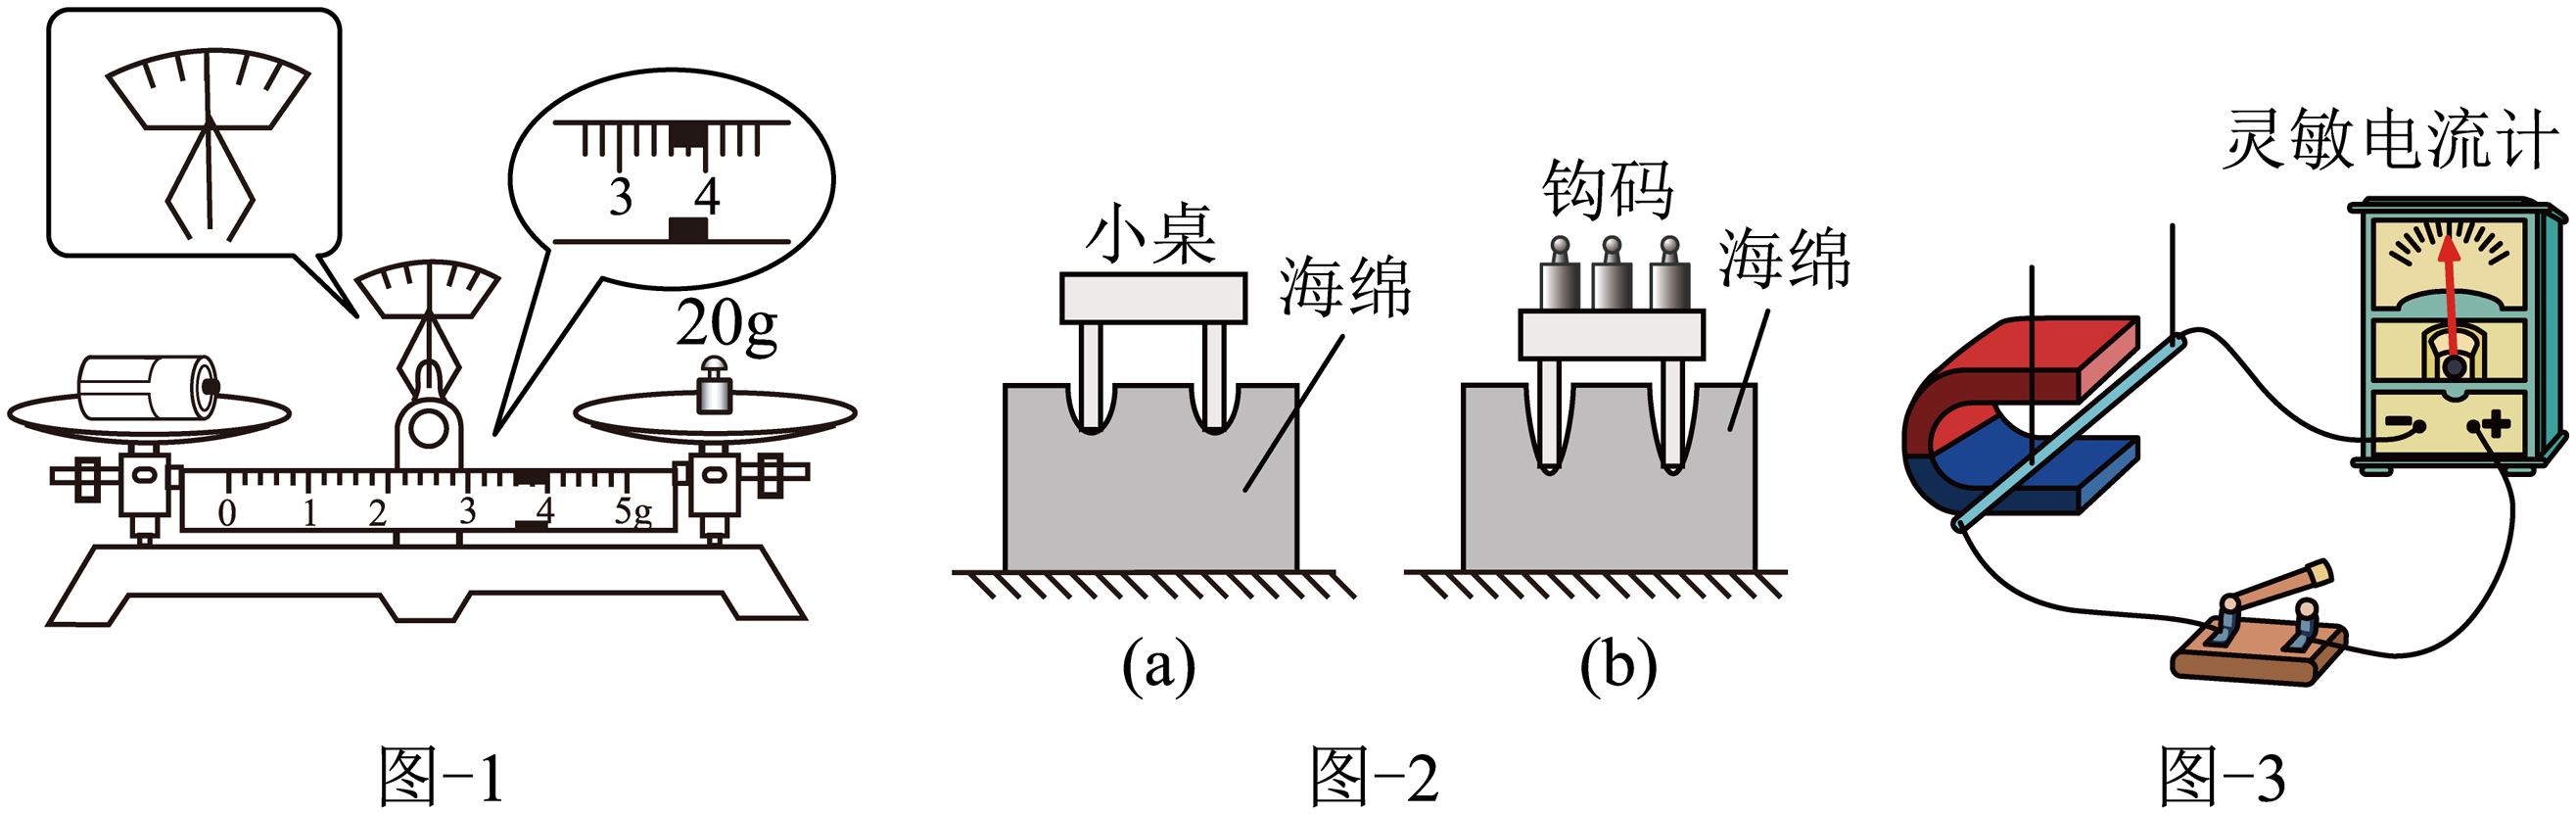 3 4
20g
0 1 2 3 4 5g
图-1
小桌
海绵
(a)
钩码
海绵
(b)
图-2
灵敏电流计
- +
图-3